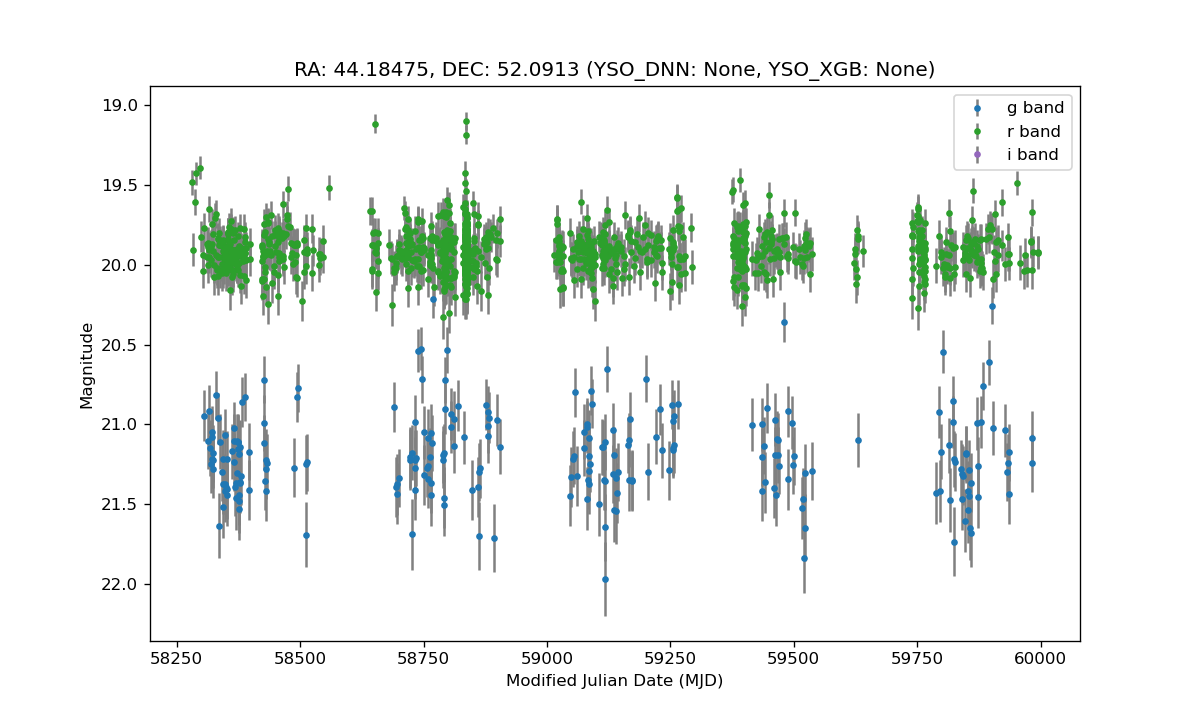 RA: 44.18475, DEC: 52.0913 (YSO_DNN: None, YSO_XGB: None)
g band
r band
i band
19.0
19.5
20.0
20.5
21.0
21.5
22.0
Magnitude
58250
58500
58750
59000
59250
59500
59750
60000
Modified Julian Date (MJD)